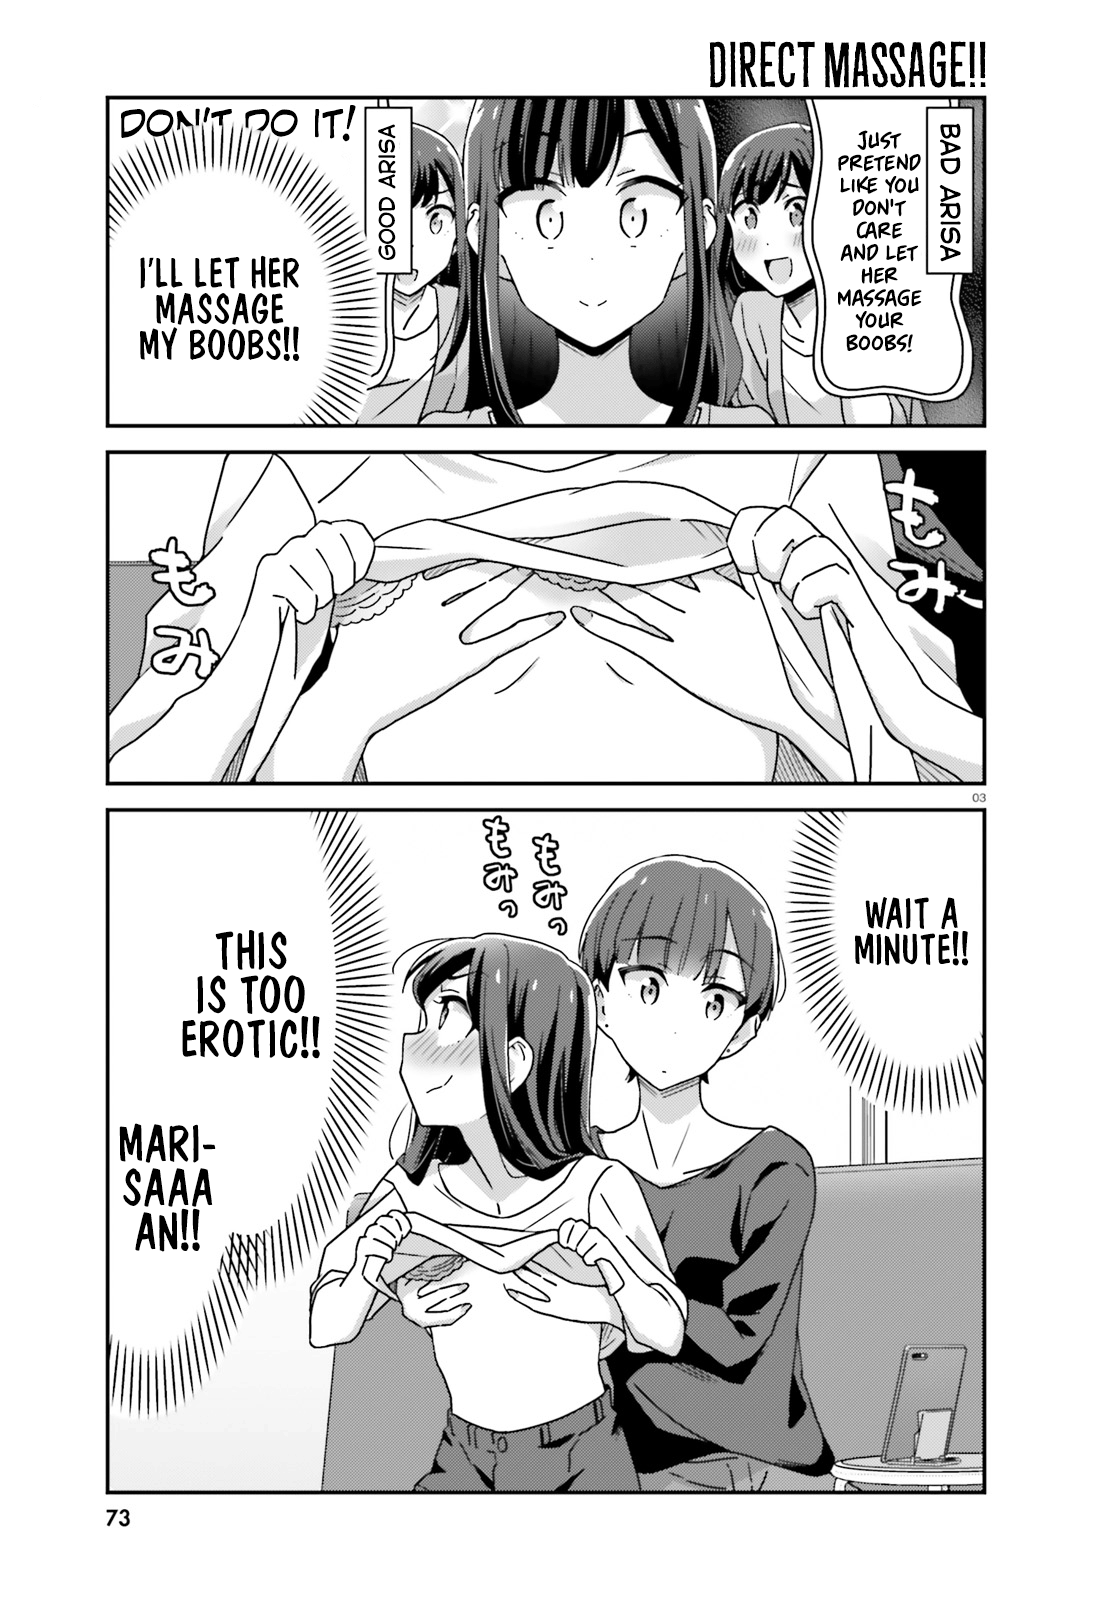 DIRECT MASSAGE!!
BAD ARISA
JUST
PRETEND
LIKE YOU
DON'T
CARE
AND LET
HER
MASSAGE
YOUR
BOOBS!
GOOD ARISA
DON'T DO IT!
I'LL LET HER
MASSAGE
MY BOOBS!!
もみ
もみ
03
WAIT A
MINUTE!!
もみっ
もみっ
THIS
IS TOO
EROTIC!!
MARI-
SAAA
AN!!
73